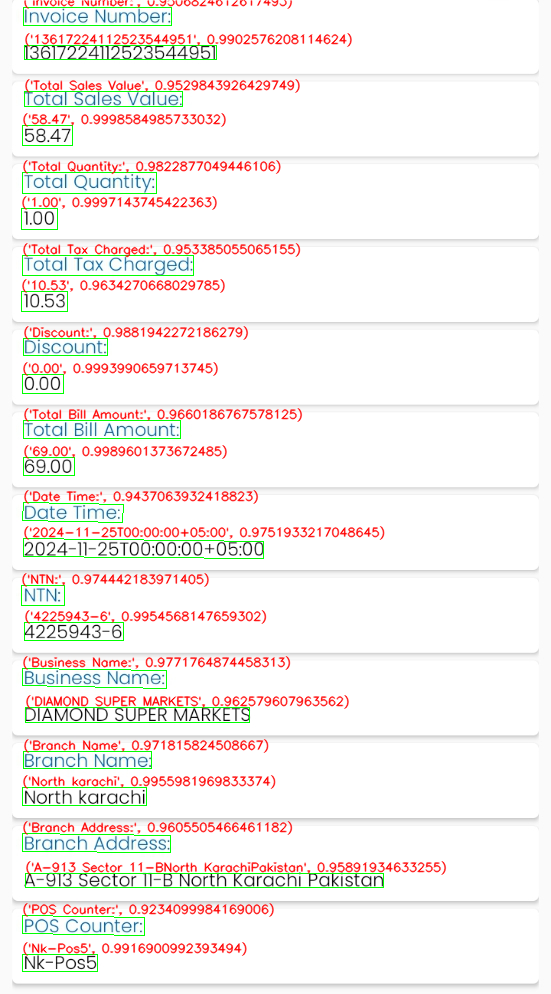 ('Invoice Number:', 0.9506824612617493)
Invoice Number:
('13617224112523544951', 0.9902576208114624)
13617224112523544951
('Total Sales Value', 0.9529843926429749)
Total Sales Value:
('58.47', 0.9998584985733032)
58.47
('Total Quantity:', 0.9822877049446106)
Total Quantity:
('1.00', 0.9997143745422363)
1.00
('Total Tax Charged:', 0.953385055065155)
Total Tax Charged:
('10.53', 0.9634270668029785)
10.53
('Discount:', 0.9881942272186279)
Discount:
('0.00', 0.9993990659713745)
0.00
('Total Bill Amount:', 0.9660186767578125)
Total Bill Amount:
('69.00', 0.9989601373672485)
69.00
('Date Time:', 0.9437063932418823)
Date Time:
('2024-11-25T00:00:00+05:00', 0.9751933217048645)
2024-11-25T00:00:00+05:00
('NTN:', 0.974442183971405)
NTN:
('4225943-6', 0.9954568147659302)
4225943-6
('Business Name:', 0.9771764874458313)
Business Name:
('DIAMOND SUPER MARKETS', 0.962579607963562)
DIAMOND SUPER MARKETS
('Branch Name', 0.971815824508667)
Branch Name:
('North karachi', 0.9955981969833374)
North karachi
('Branch Address:', 0.9605505466461182)
Branch Address:
('A-913 Sector 11-BNorth KarachiPakistan', 0.95891934633255)
A-913 Sector 11-B North Karachi Pakistan
('POS Counter:', 0.9234099984169006)
POS Counter:
('Nk-Pos5', 0.9916900992393494)
Nk-Pos5